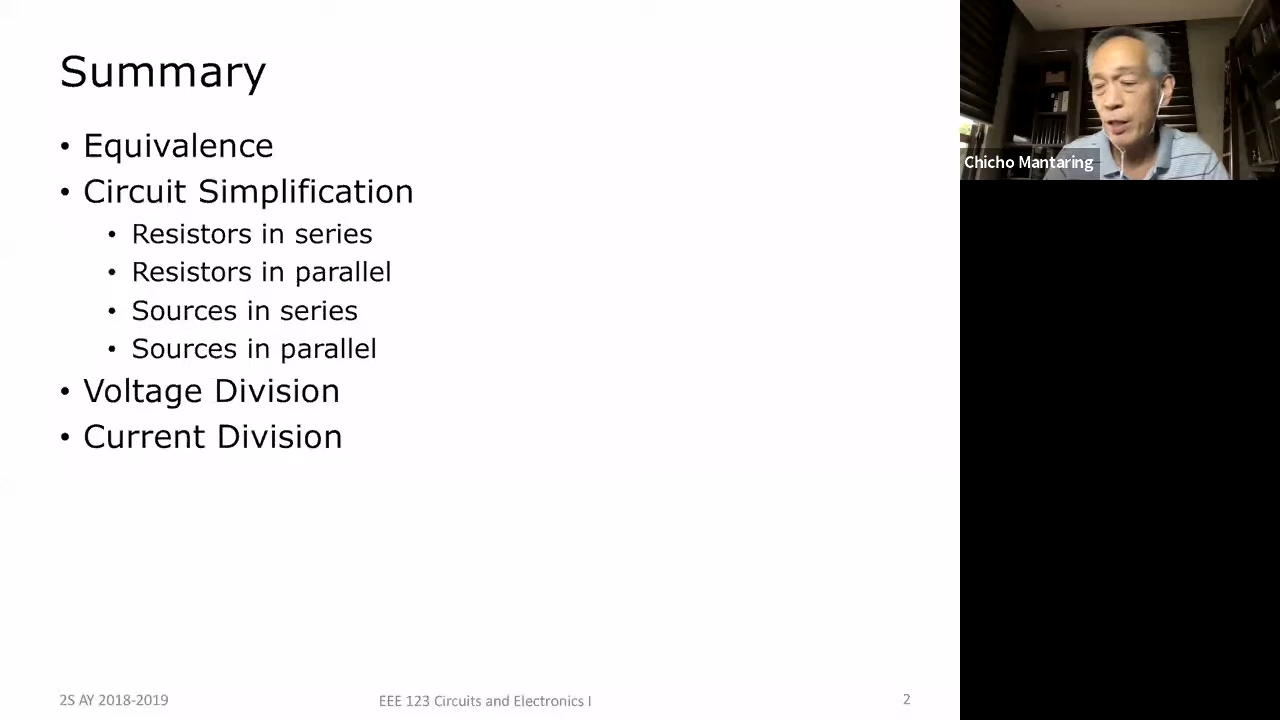 Summary
• Equivalence
• Circuit Simplification
• Resistors in series
• Resistors in parallel
• Sources in series
• Sources in parallel
• Voltage Division
• Current Division
2S AY 2018-2019
EEE 123 Circuits and Electronics I
2
Chicho Mantaring